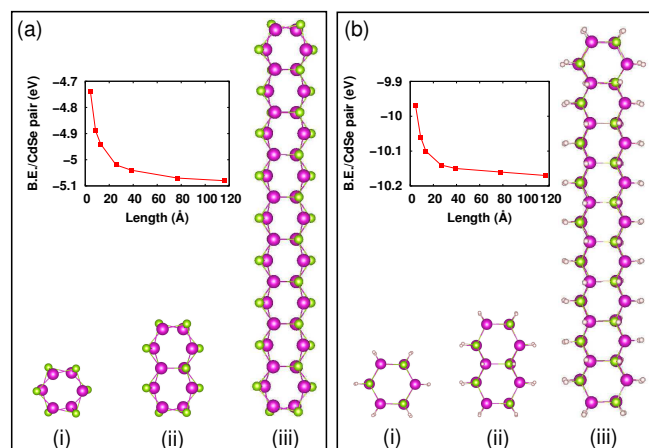 (a)
B.E./CdSe pair (eV)
−4.7
−4.8
−4.9
−5
−5.1
0 20 40 60 80 100 120
Length (Å)
(i) (ii) (iii)
(b)
B.E./CdSe pair (eV)
−9.9
−10
−10.1
−10.2
0 20 40 60 80 100 120
Length (Å)
(i) (ii) (iii)